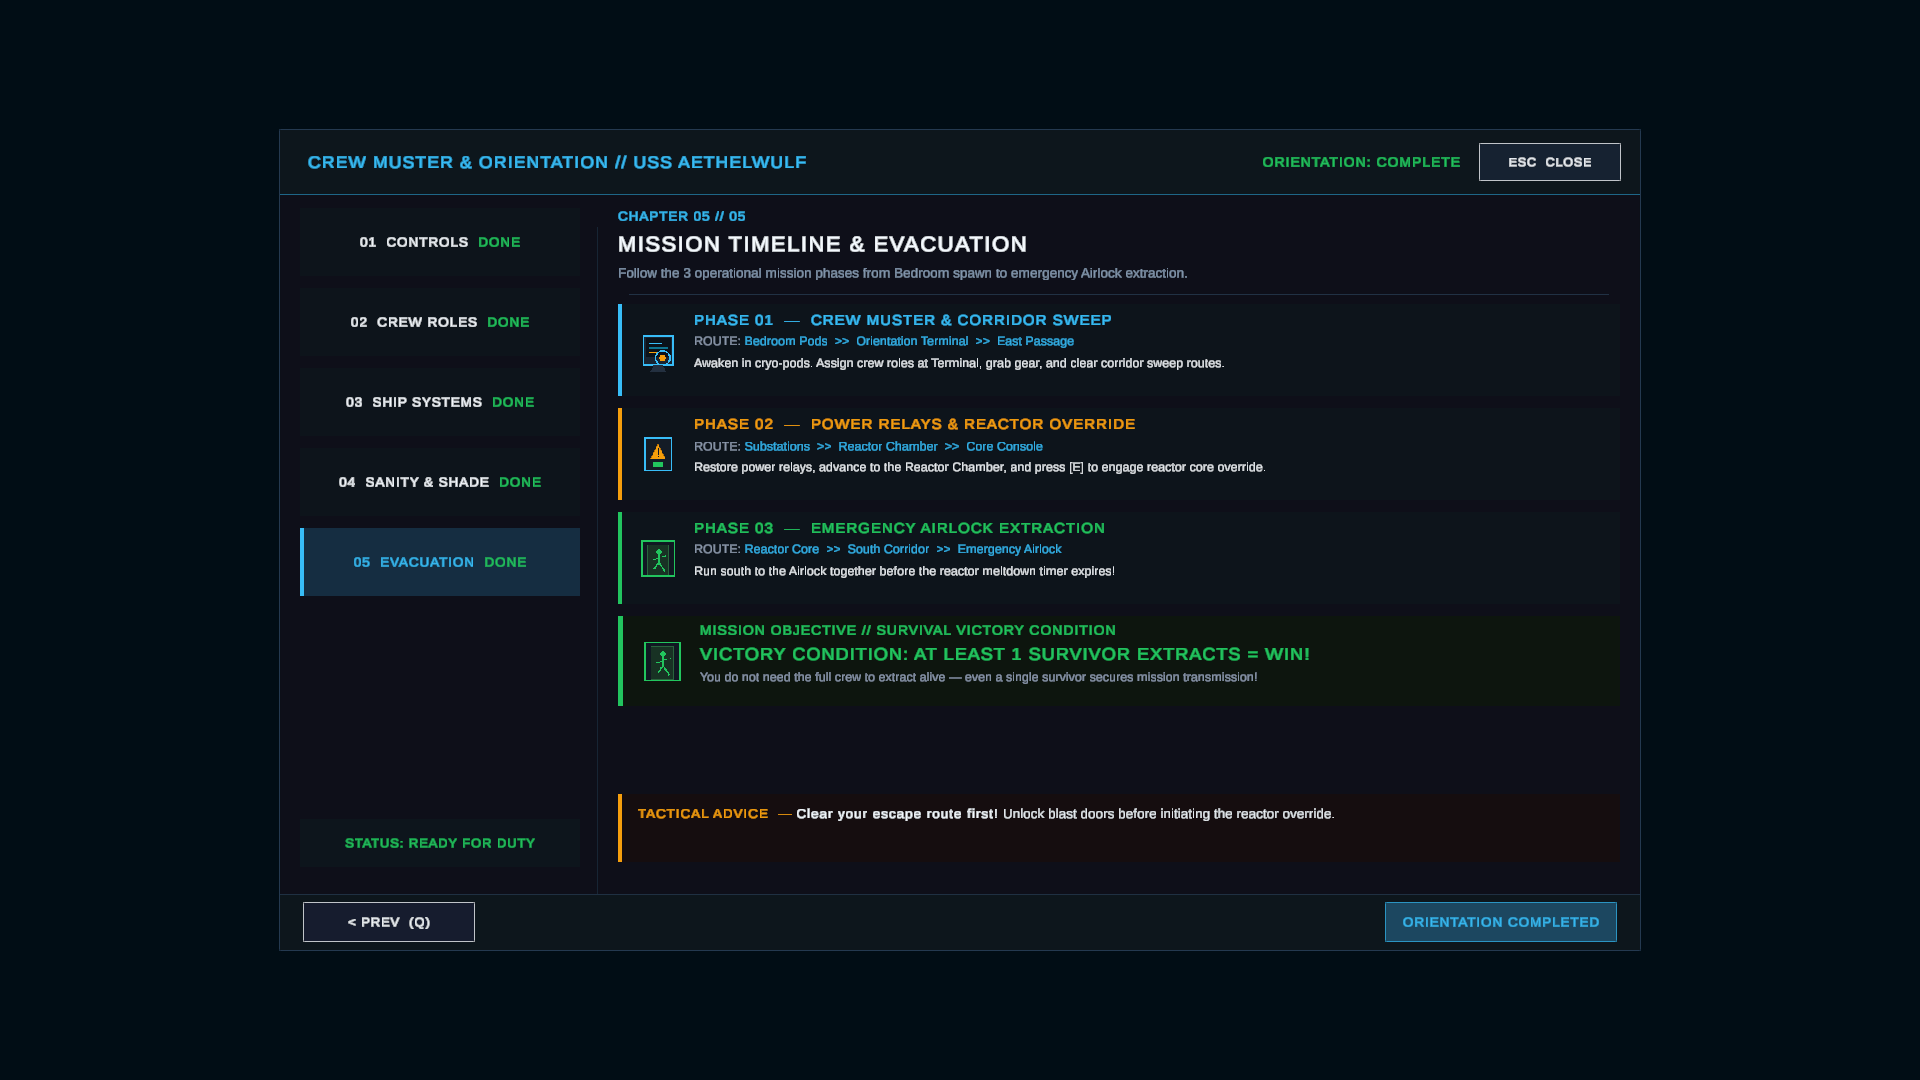 CREW MUSTER & ORIENTATION // USS AETHELWULF
ORIENTATION: COMPLETE
ESC CLOSE
01 CONTROLS DONE
02 CREW ROLES DONE
03 SHIP SYSTEMS DONE
04 SANITY & SHADE DONE
05 EVACUATION DONE
STATUS: READY FOR DUTY
CHAPTER 05 // 05
MISSION TIMELINE & EVACUATION
Follow the 3 operational mission phases from Bedroom spawn to emergency Airlock extraction.
PHASE 01 — CREW MUSTER & CORRIDOR SWEEP
ROUTE: Bedroom Pods >> Orientation Terminal >> East Passage
Awaken in cryo-pods. Assign crew roles at Terminal, grab gear, and clear corridor sweep routes.
PHASE 02 — POWER RELAYS & REACTOR OVERRIDE
ROUTE: Substations >> Reactor Chamber >> Core Console
Restore power relays, advance to the Reactor Chamber, and press [E] to engage reactor core override.
PHASE 03 — EMERGENCY AIRLOCK EXTRACTION
ROUTE: Reactor Core >> South Corridor >> Emergency Airlock
Run south to the Airlock together before the reactor meltdown timer expires!
MISSION OBJECTIVE // SURVIVAL VICTORY CONDITION
VICTORY CONDITION: AT LEAST 1 SURVIVOR EXTRACTS = WIN!
You do not need the full crew to extract alive — even a single survivor secures mission transmission!
TACTICAL ADVICE — Clear your escape route first! Unlock blast doors before initiating the reactor override.
< PREV (Q)
ORIENTATION COMPLETED